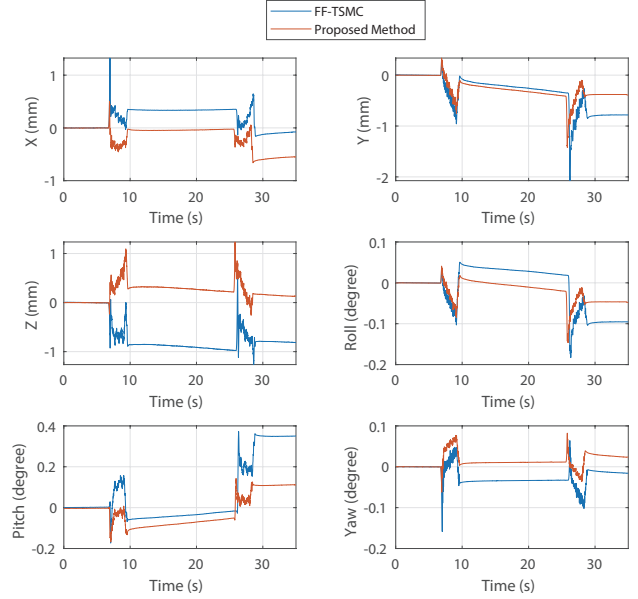 FF-TSMC
Proposed Method
1
0
-1
X (mm)
0 10 20 30
Time (s)
0
-1
-2
Y (mm)
0 10 20 30
Time (s)
1
0
-1
Z (mm)
0 10 20 30
Time (s)
0.1
0
-0.1
-0.2
Roll (degree)
0 10 20 30
Time (s)
0.4
0.2
0
-0.2
Pitch (degree)
0 10 20 30
Time (s)
0.1
0
-0.1
-0.2
Yaw (degree)
0 10 20 30
Time (s)